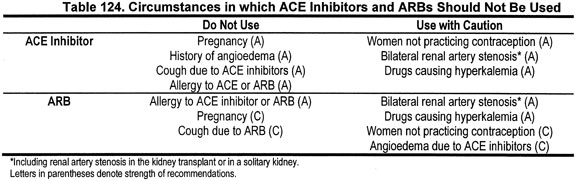 Table 124. Circumstances in which ACE Inhibitors and ARBs Should Not Be Used
Do Not Use Use with Caution
ACE Inhibitor Pregnancy (A) Women not practicing contraception (A)
History of angioedema (A) Bilateral renal artery stenosis* (A)
Cough due to ACE inhibitors (A) Drugs causing hyperkalemia (A)
Allergy to ACE or ARB (A)
ARB Allergy to ACE inhibitor or ARB (A) Bilateral renal artery stenosis* (A)
Pregnancy (C) Drugs causing hyperkalemia (A)
Cough due to ARB (C) Women not practicing contraception (C)
Angioedema due to ACE inhibitors (C)
*Including renal artery stenosis in the kidney transplant or in a solitary kidney.
Letters in parentheses denote strength of recommendations.